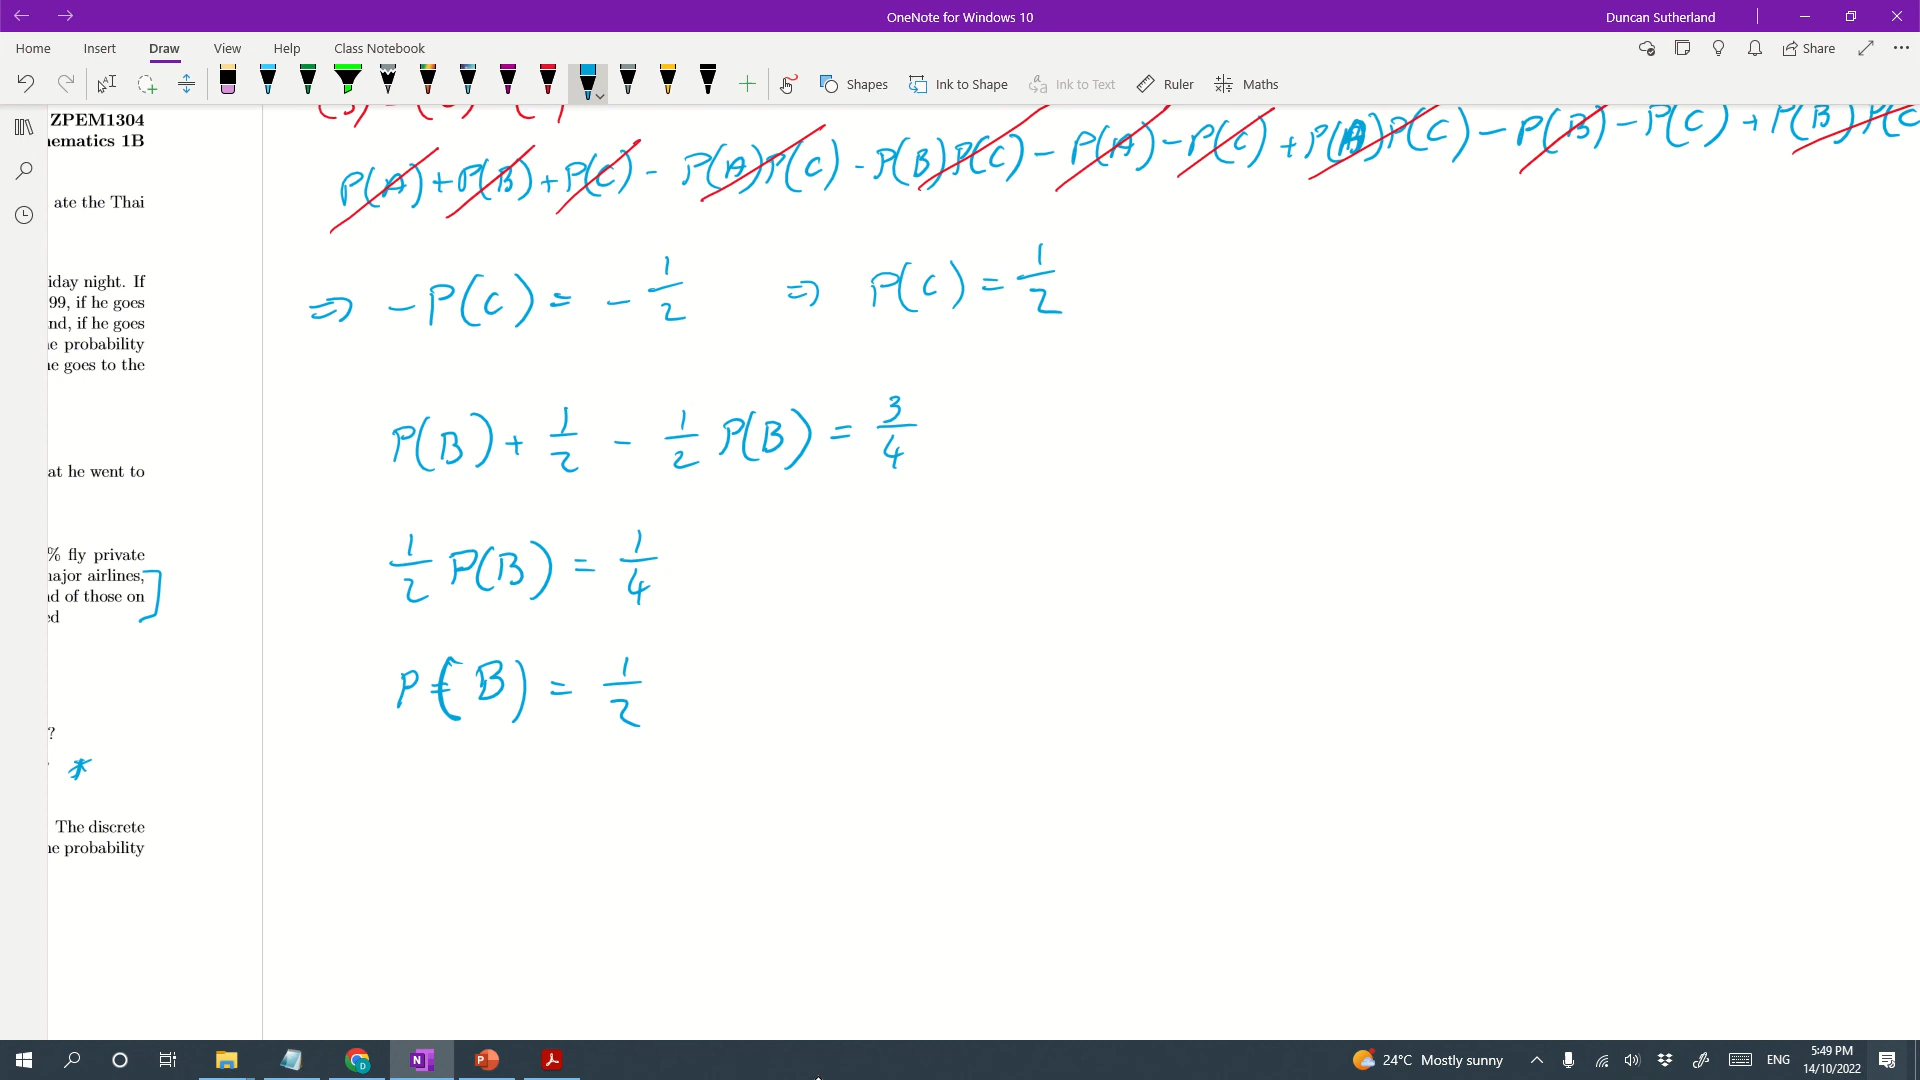 OneNote for Windows 10
Duncan Sutherland
Home Insert Draw View Help Class Notebook
Share
Shapes Ink to Shape Ink to Text Ruler Maths
ZPEM1304
ematics 1B
ate the Thai
iday night. If
99, if he goes
nd, if he goes
e probability
e goes to the
at he went to
% fly private
ajor airlines,
d of those on
ed
?
*
The discrete
e probability
P(A) + P(B) + P(C) - P(A)P(C) - P(B)P(C) - P(A) - P(C) + P(A)P(C) - P(B) - P(C) + P(B)P(C
⇒ -P(C) = - 1/2 ⇒ P(C) = 1/2
P(B) + 1/2 - 1/2 P(B) = 3/4
1/2 P(B) = 1/4
P(B) = 1/2
24°C Mostly sunny
ENG
5:49 PM
14/10/2022